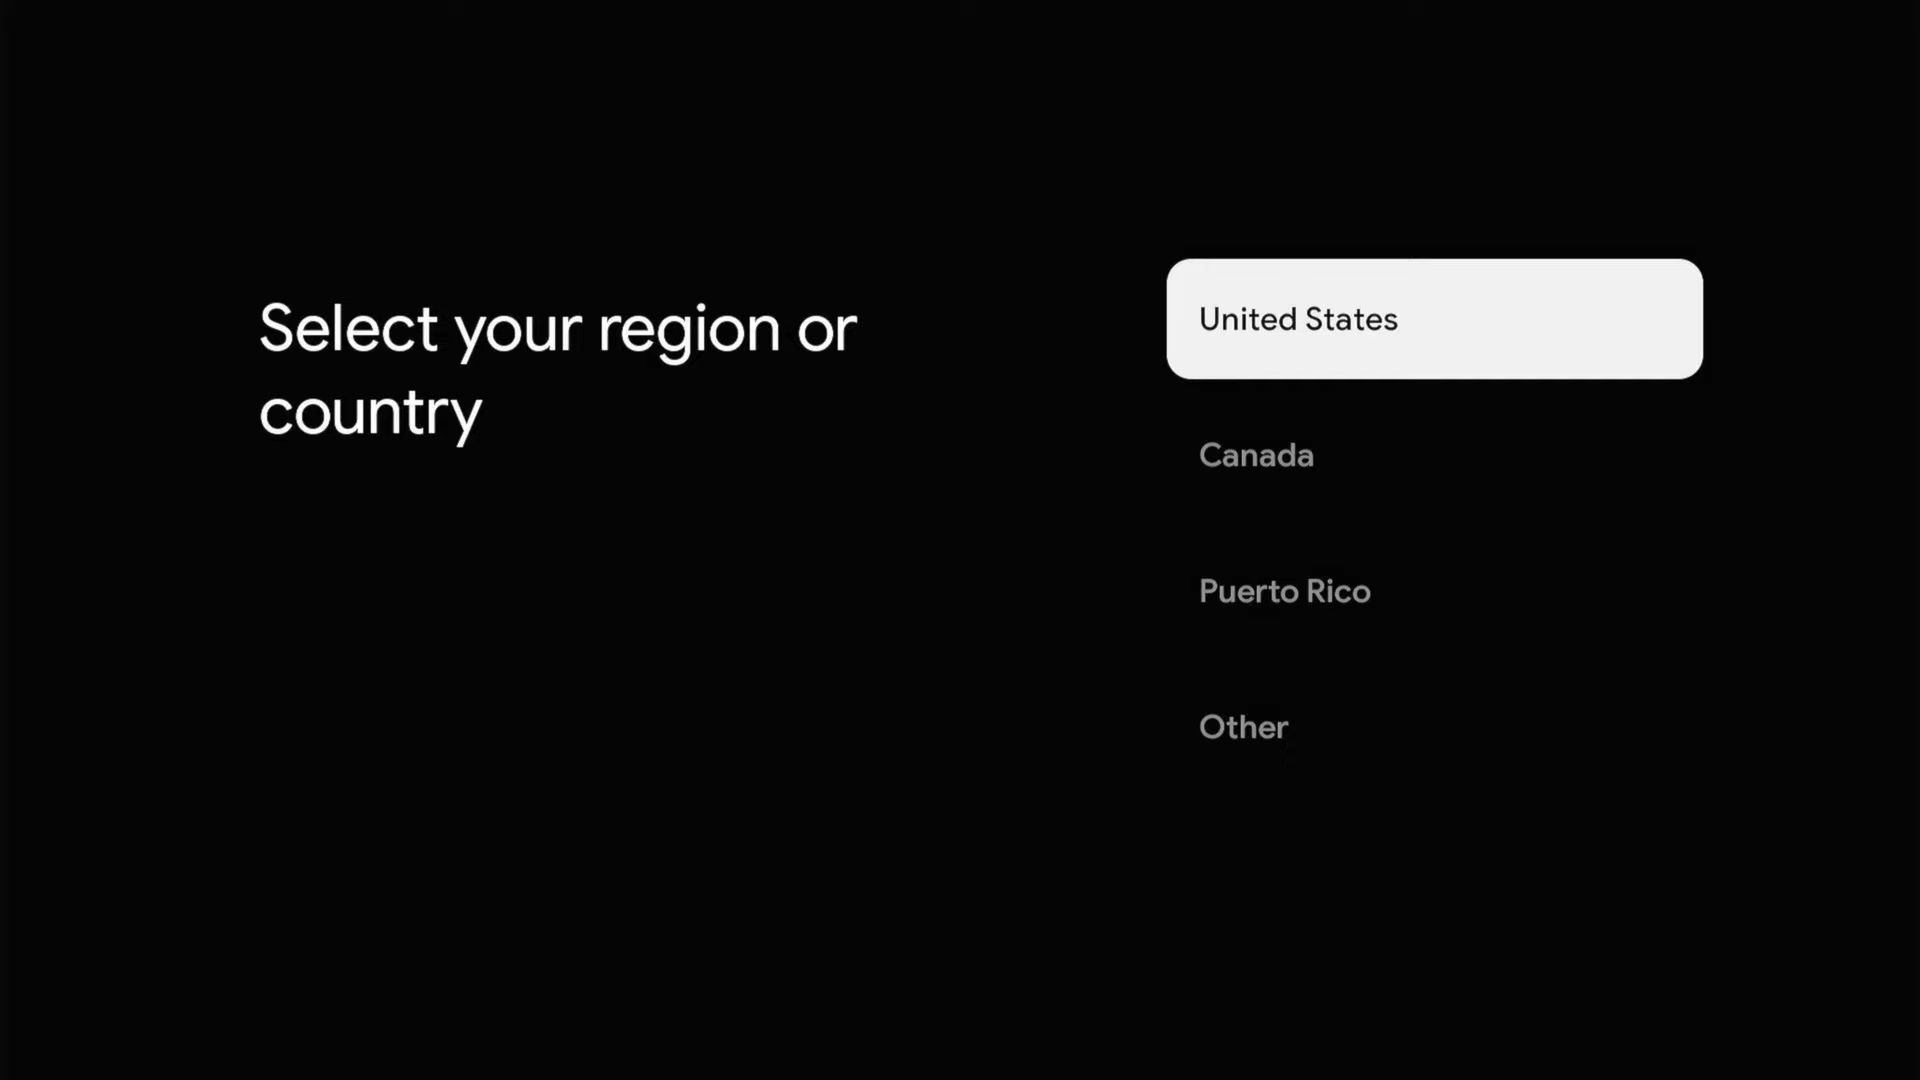 Select your region or
country
United States
Canada
Puerto Rico
Other